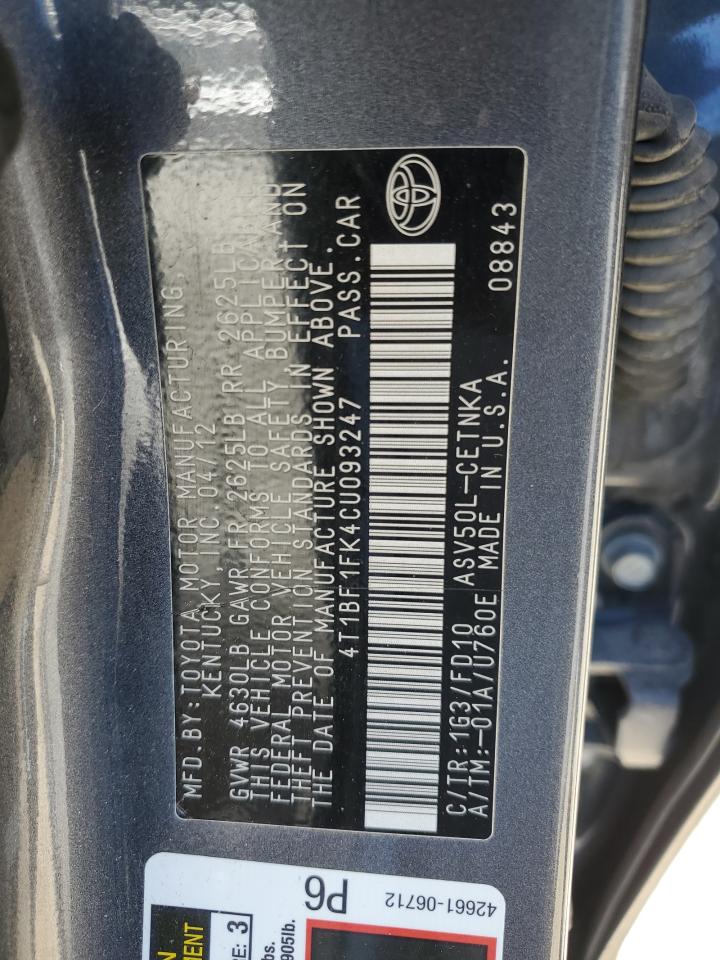 MFD.BY:TOYOTA MOTOR MANUFACTURING,
KENTUCKY, INC. 04/12
GVWR 4630LB GAWR FR 2625LB RR 2625LB
THIS VEHICLE CONFORMS TO ALL APPLICABLE
FEDERAL MOTOR VEHICLE SAFETY BUMPER AND
THEFT PREVENTION STANDARDS IN EFFECT ON
THE DATE OF MANUFACTURE SHOWN ABOVE.
4T1BF1FK4CU093247 PASS.CAR
C/TR:1G3/FD10 ASV50L-CETNKA 08843
A/TM:-01A/U760E MADE IN U.S.A.
P6
42661-06712
3
905lb.